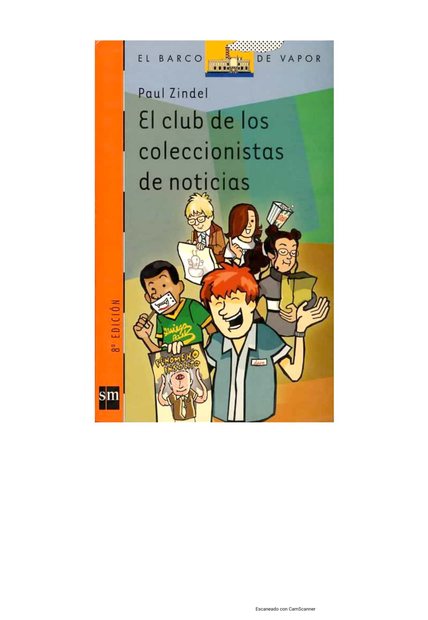 EL BARCO DE VAPOR
Paul Zindel
El club de los
coleccionistas
de noticias
FENÓMENO
8ª EDICIÓN
sm
Escaneado con CamScanner